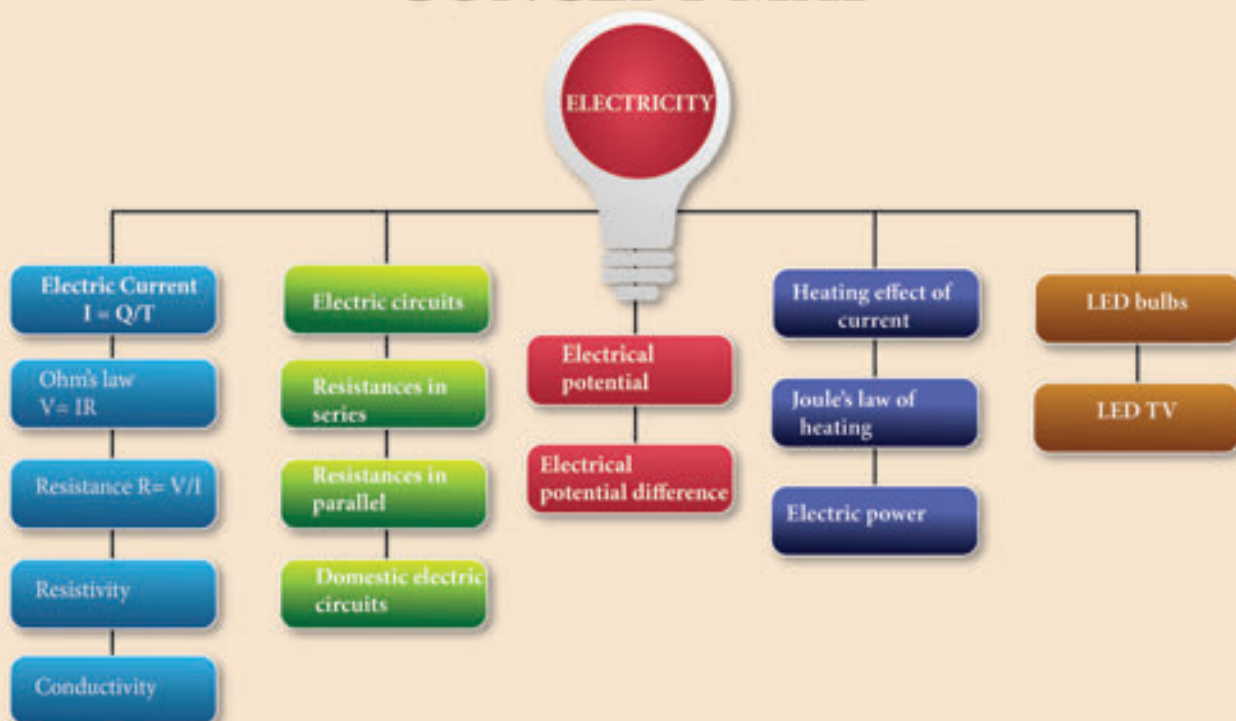 ELECTRICITY
Electric Current
I = Q/T
Ohm's law
V= IR
Resistance R= V/I
Resistivity
Conductivity
Electric circuits
Resistances in
series
Resistances in
parallel
Domestic electric
circuits
Electrical
potential
Electrical
potential difference
Heating effect of
current
Joule's law of
heating
Electric power
LED bulbs
LED TV